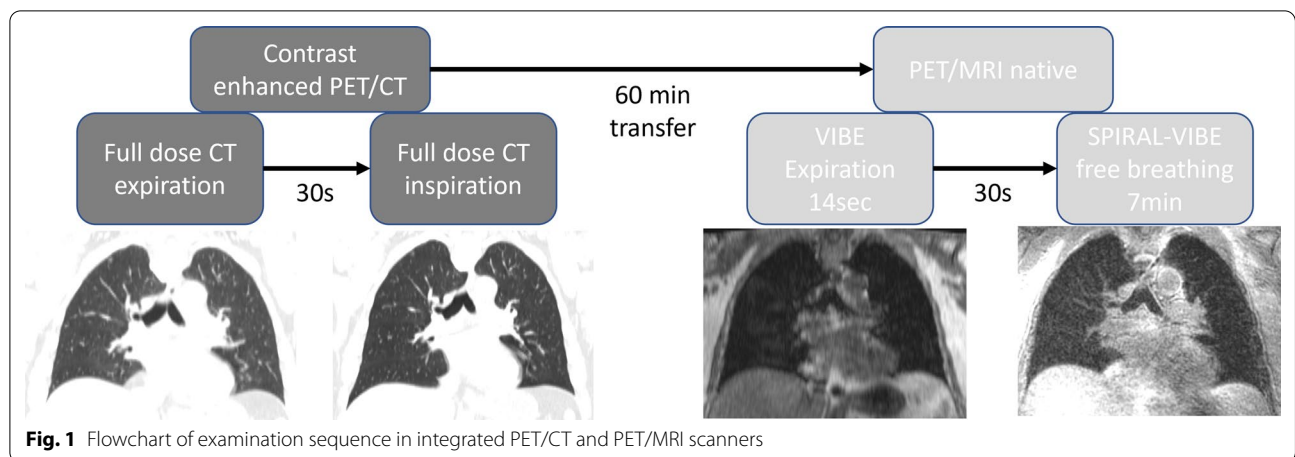 Contrast
enhanced PET/CT
PET/MRI native
60 min
transfer
Full dose CT
expiration
30s
Full dose CT
inspiration
VIBE
Expiration
14sec
30s
SPIRAL-VIBE
free breathing
7min
Fig. 1 Flowchart of examination sequence in integrated PET/CT and PET/MRI scanners